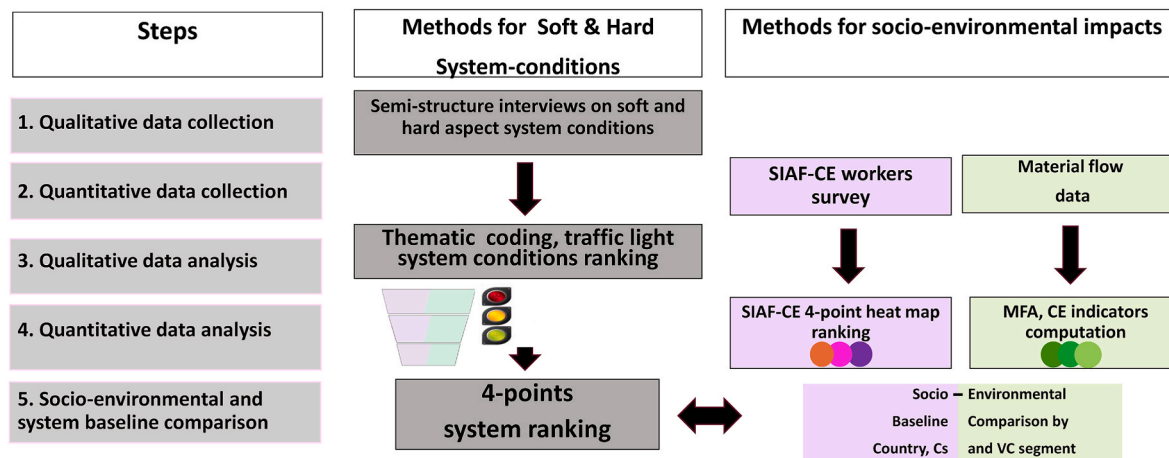 Steps
Methods for Soft & Hard
System-conditions
Methods for socio-environmental impacts
1. Qualitative data collection
Semi-structure interviews on soft and
hard aspect system conditions
2. Quantitative data collection
SIAF-CE workers
survey
Material flow
data
3. Qualitative data analysis
Thematic coding, traffic light
system conditions ranking
4. Quantitative data analysis
SIAF-CE 4-point heat map
ranking
MFA, CE indicators
computation
5. Socio-environmental and
system baseline comparison
4-points
system ranking
Socio – Environmental
Baseline Comparison by
Country, Cs and VC segment